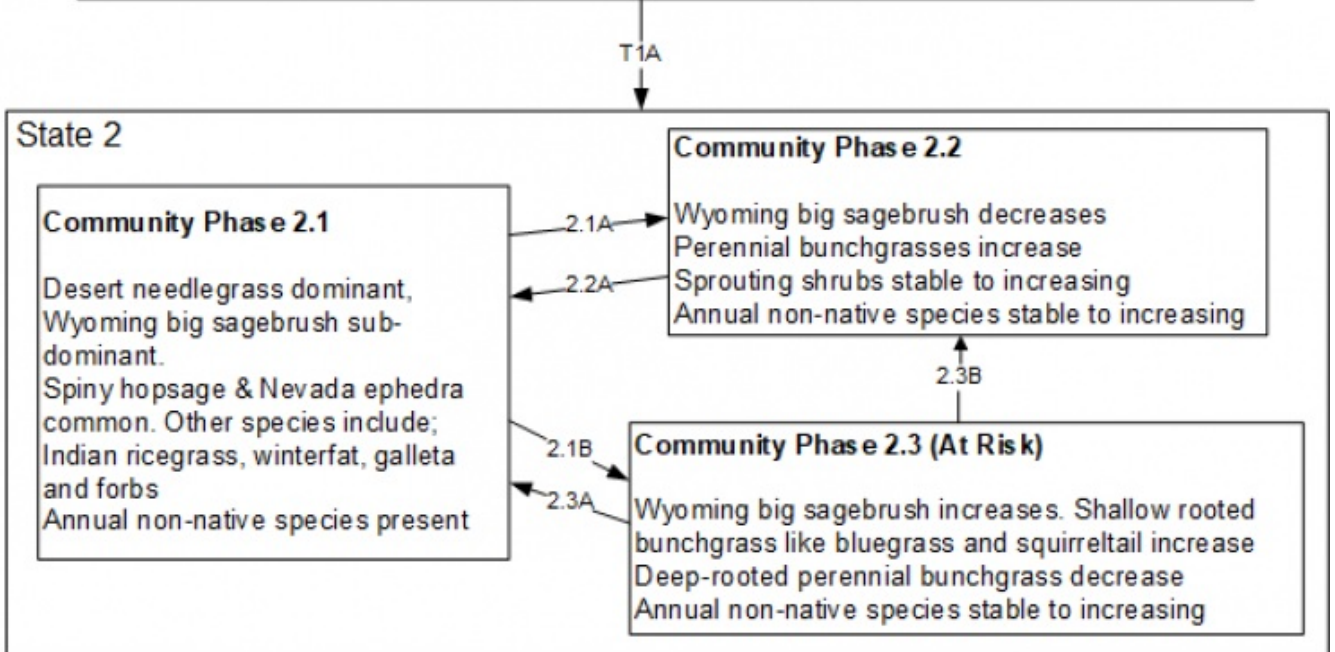 T1A
State 2
Community Phase 2.1
Desert needlegrass dominant,
Wyoming big sagebrush sub-
dominant.
Spiny hopsage & Nevada ephedra
common. Other species include;
Indian ricegrass, winterfat, galleta
and forbs
Annual non-native species present
2.1A
2.2A
Community Phase 2.2
Wyoming big sagebrush decreases
Perennial bunchgrasses increase
Sprouting shrubs stable to increasing
Annual non-native species stable to increasing
2.3B
2.1B
2.3A
Community Phase 2.3 (At Risk)
Wyoming big sagebrush increases. Shallow rooted
bunchgrass like bluegrass and squirreltail increase
Deep-rooted perennial bunchgrass decrease
Annual non-native species stable to increasing